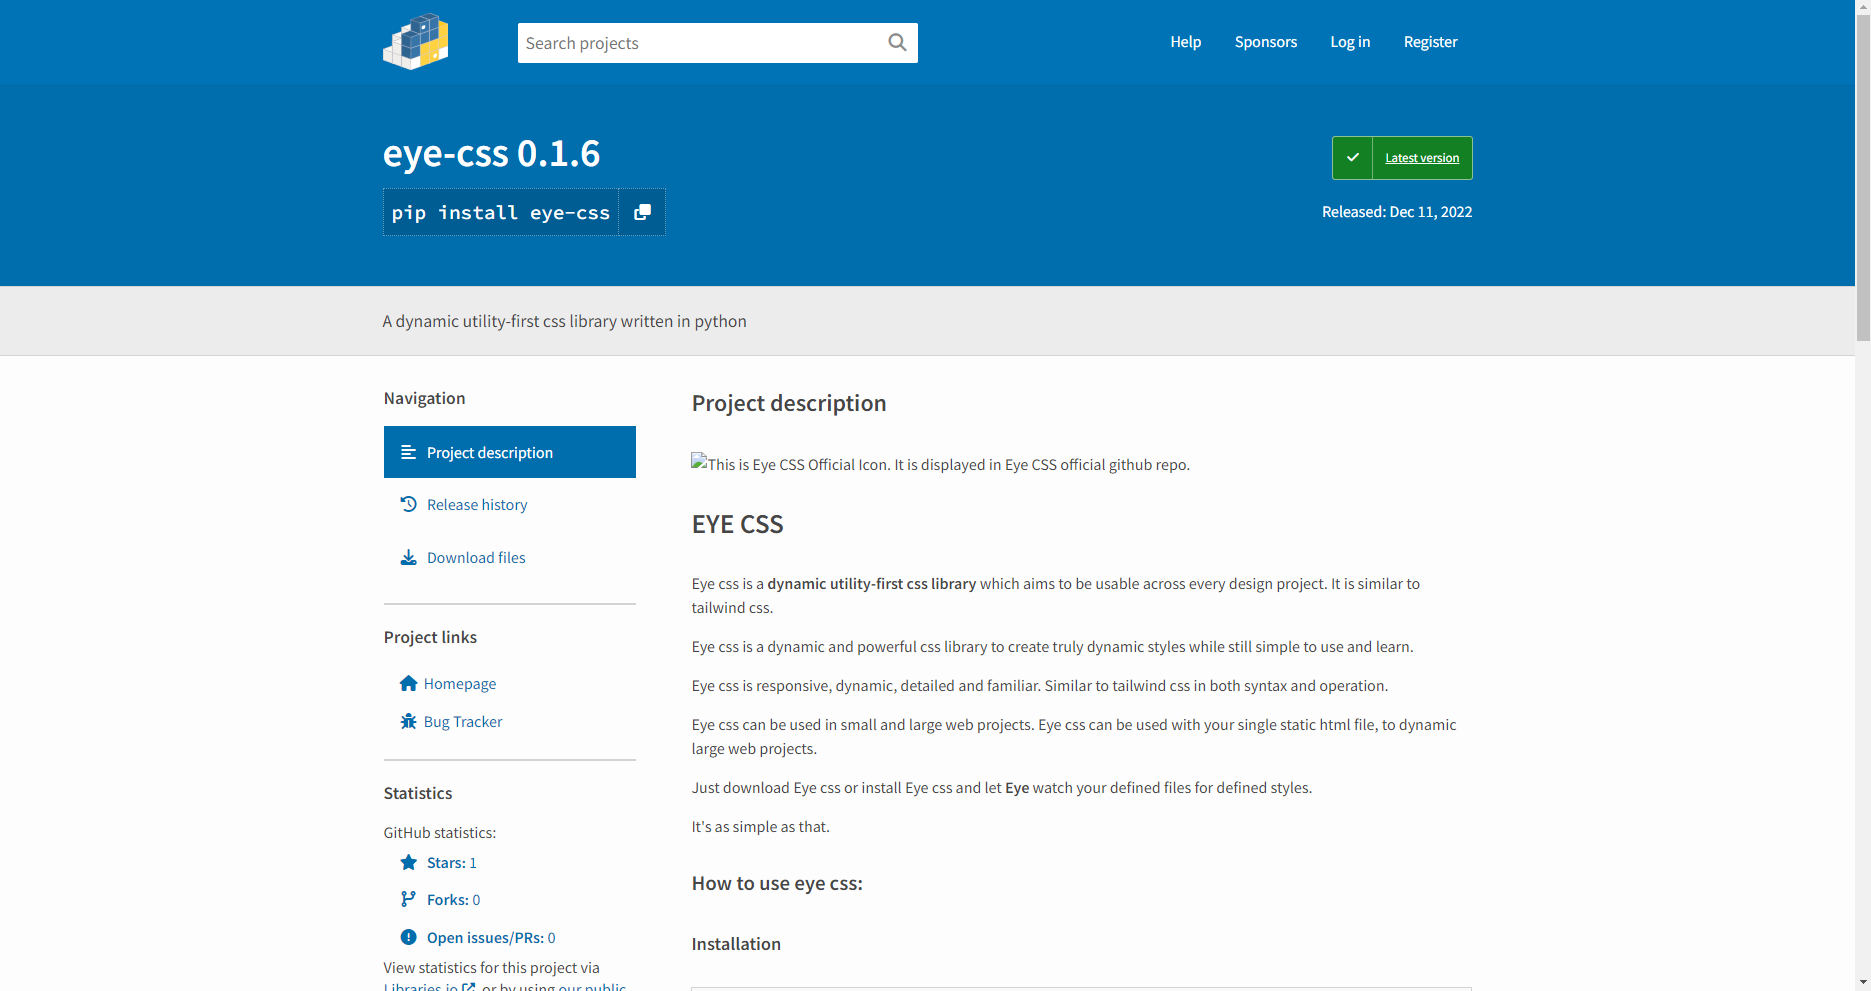 Search projects
Help
Sponsors
Log in
Register
eye-css 0.1.6
pip install eye-css
Latest version
Released: Dec 11, 2022
A dynamic utility-first css library written in python
Navigation
Project description
Release history
Download files
Project links
Homepage
Bug Tracker
Statistics
GitHub statistics:
Stars: 1
Forks: 0
Open issues/PRs: 0
View statistics for this project via
Libraries.io or by using our public
Project description
This is Eye CSS Official Icon. It is displayed in Eye CSS official github repo.
EYE CSS
Eye css is a dynamic utility-first css library which aims to be usable across every design project. It is similar to
tailwind css.
Eye css is a dynamic and powerful css library to create truly dynamic styles while still simple to use and learn.
Eye css is responsive, dynamic, detailed and familiar. Similar to tailwind css in both syntax and operation.
Eye css can be used in small and large web projects. Eye css can be used with your single static html file, to dynamic
large web projects.
Just download Eye css or install Eye css and let Eye watch your defined files for defined styles.
It's as simple as that.
How to use eye css:
Installation